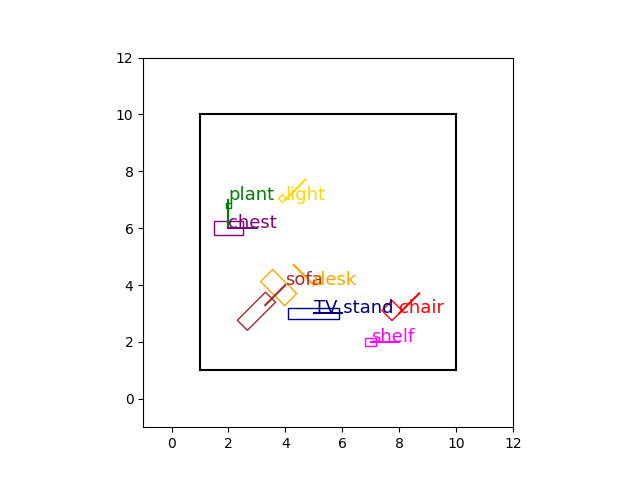 12
10
8
6
4
2
0
plant
light
chest
sofa
desk
TV stand
chair
shelf
0 2 4 6 8 10 12